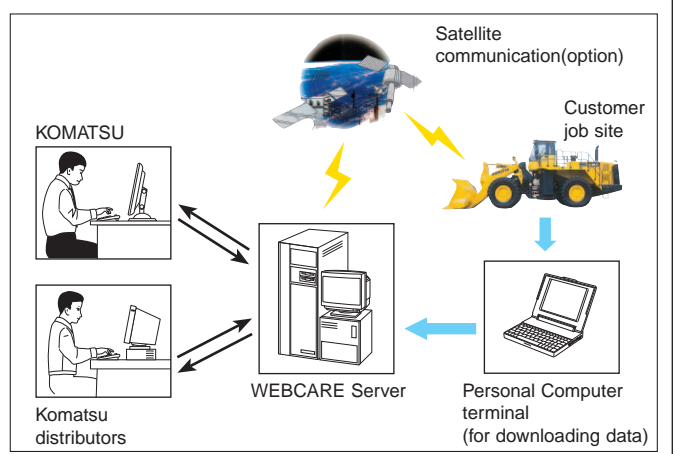 Satellite
communication(option)
Customer
job site
KOMATSU
WEBCARE Server
Personal Computer
terminal
(for downloading data)
Komatsu
distributors